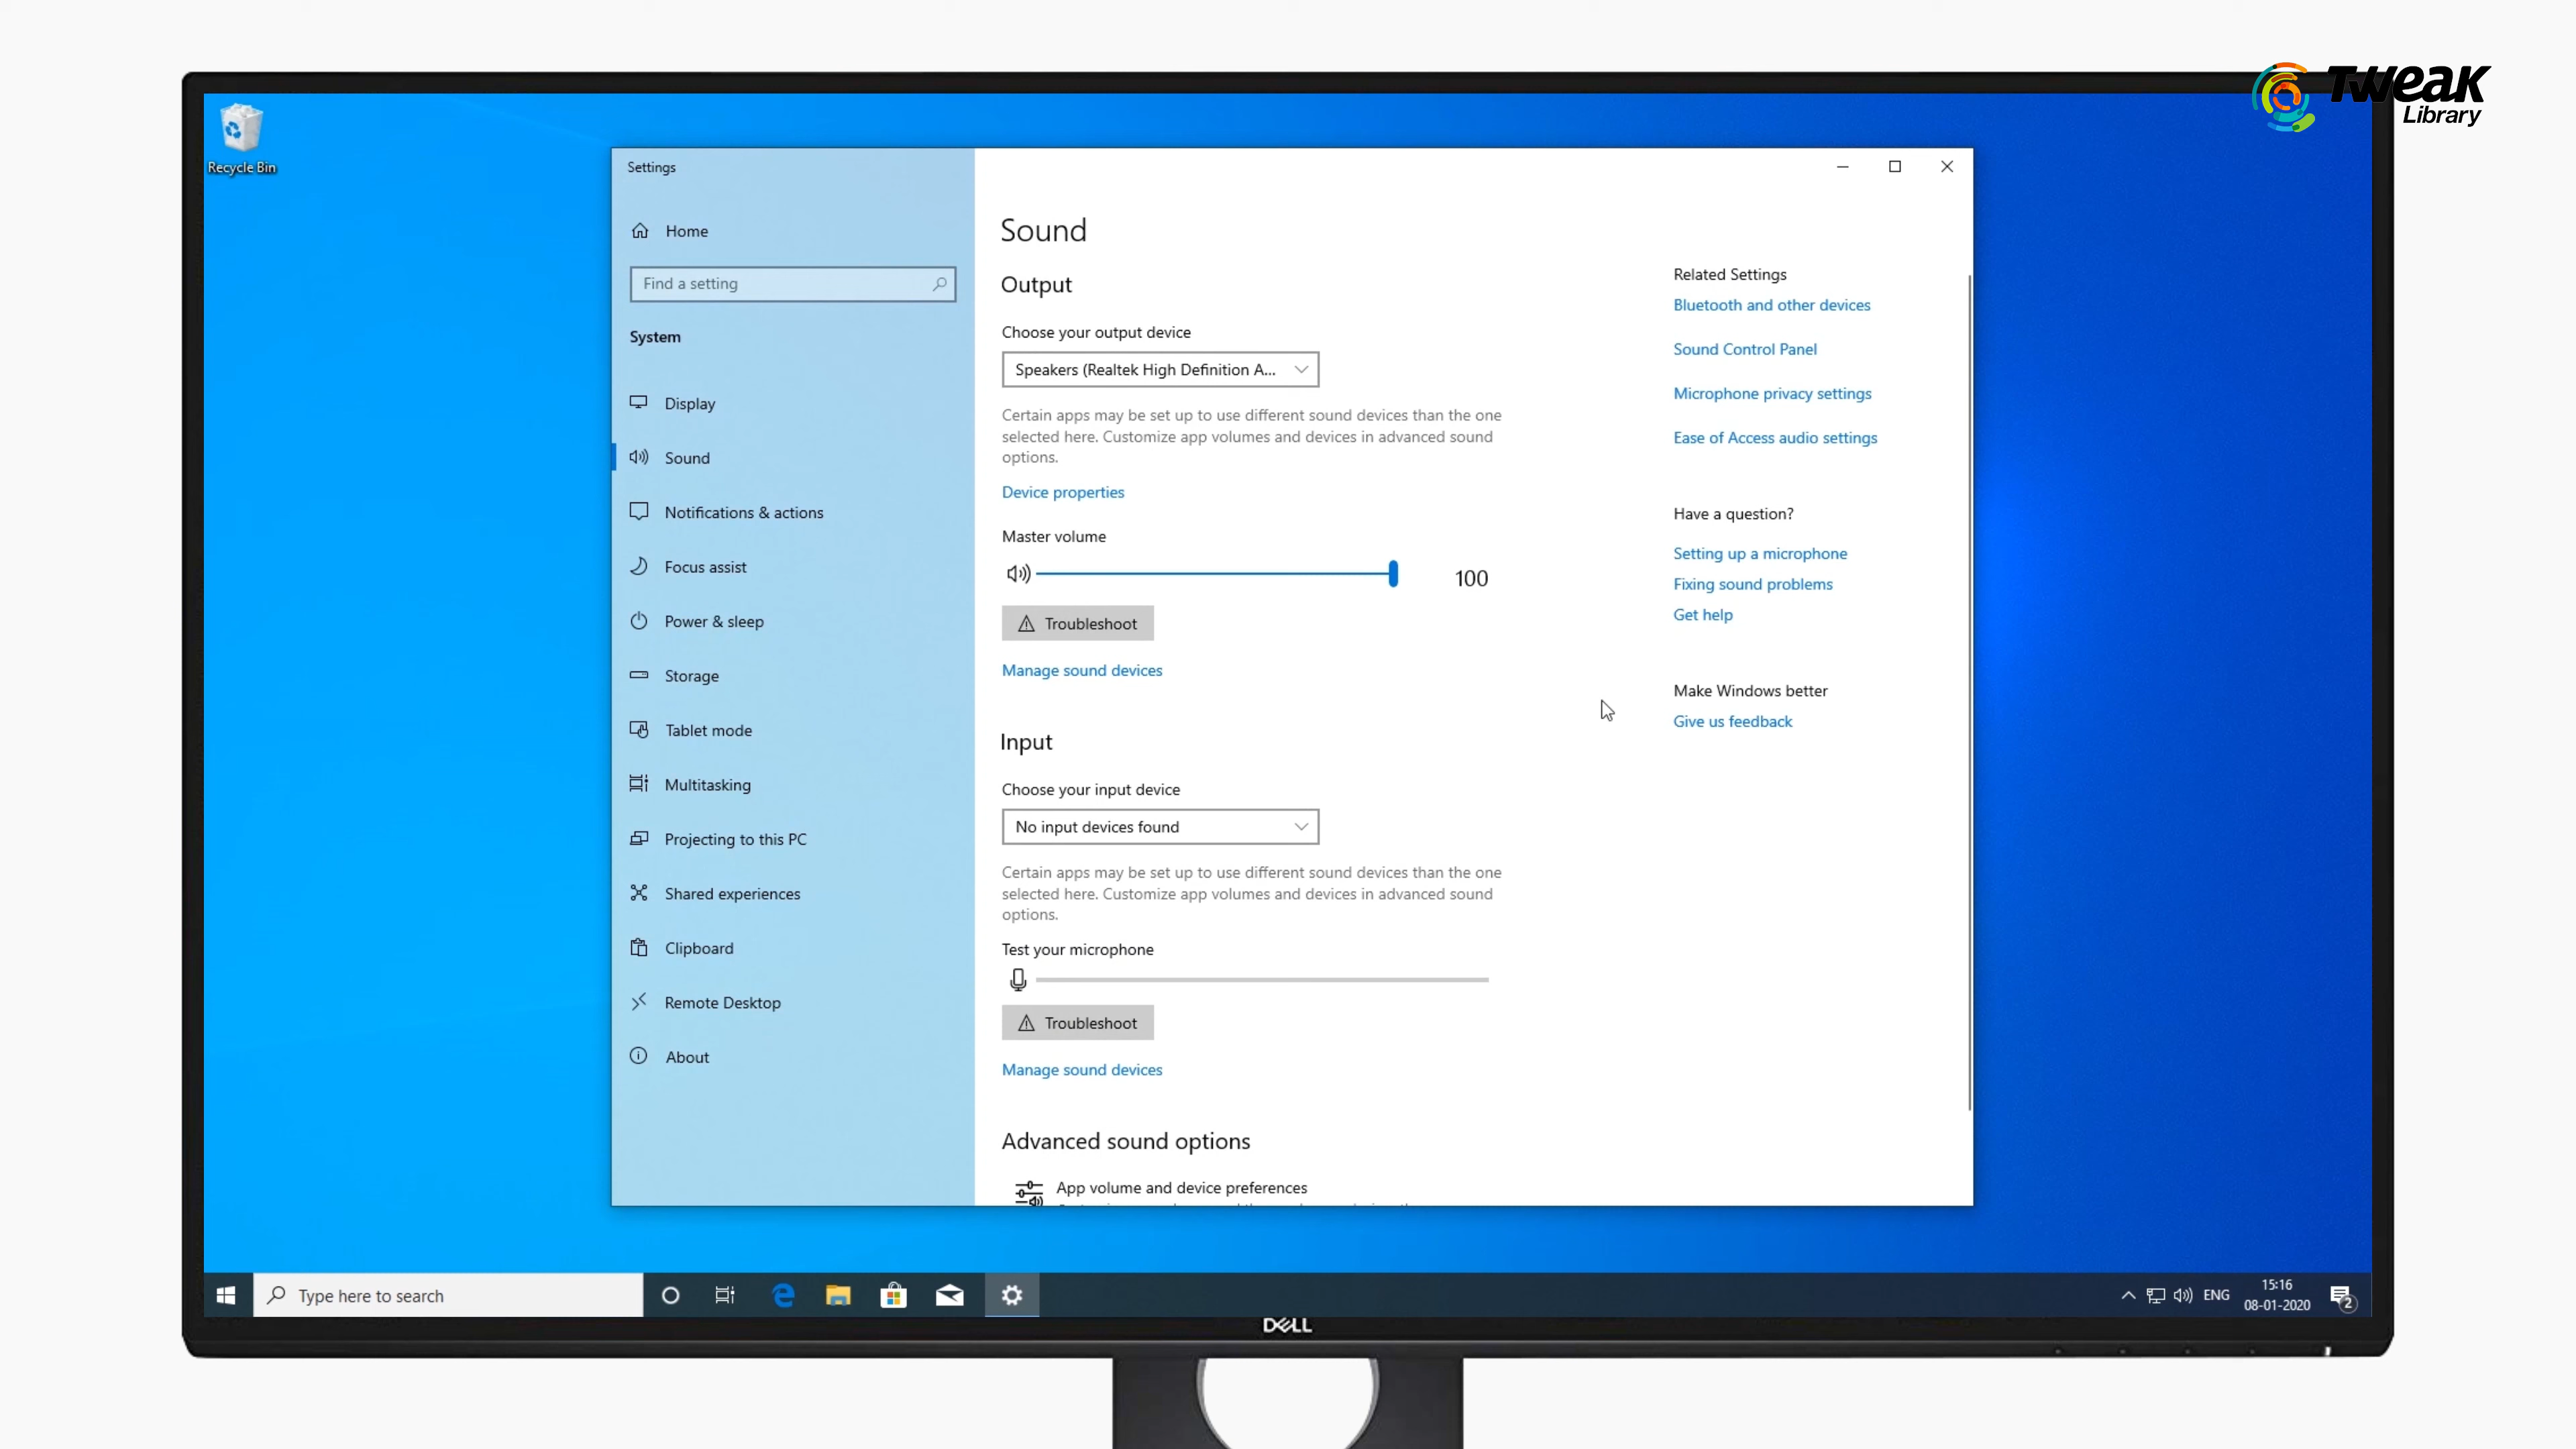 Tweak
Library
Recycle Bin
Settings
Home
Find a setting
System
Display
Sound
Notifications & actions
Focus assist
Power & sleep
Storage
Tablet mode
Multitasking
Projecting to this PC
Shared experiences
Clipboard
Remote Desktop
About
Sound
Output
Choose your output device
Speakers (Realtek High Definition A...
Certain apps may be set up to use different sound devices than the one
selected here. Customize app volumes and devices in advanced sound
options.
Device properties
Master volume
100
Troubleshoot
Manage sound devices
Input
Choose your input device
No input devices found
Certain apps may be set up to use different sound devices than the one
selected here. Customize app volumes and devices in advanced sound
options.
Test your microphone
Troubleshoot
Manage sound devices
Advanced sound options
App volume and device preferences
Related Settings
Bluetooth and other devices
Sound Control Panel
Microphone privacy settings
Ease of Access audio settings
Have a question?
Setting up a microphone
Fixing sound problems
Get help
Make Windows better
Give us feedback
Type here to search
ENG
15:16
08-01-2020
2
DELL